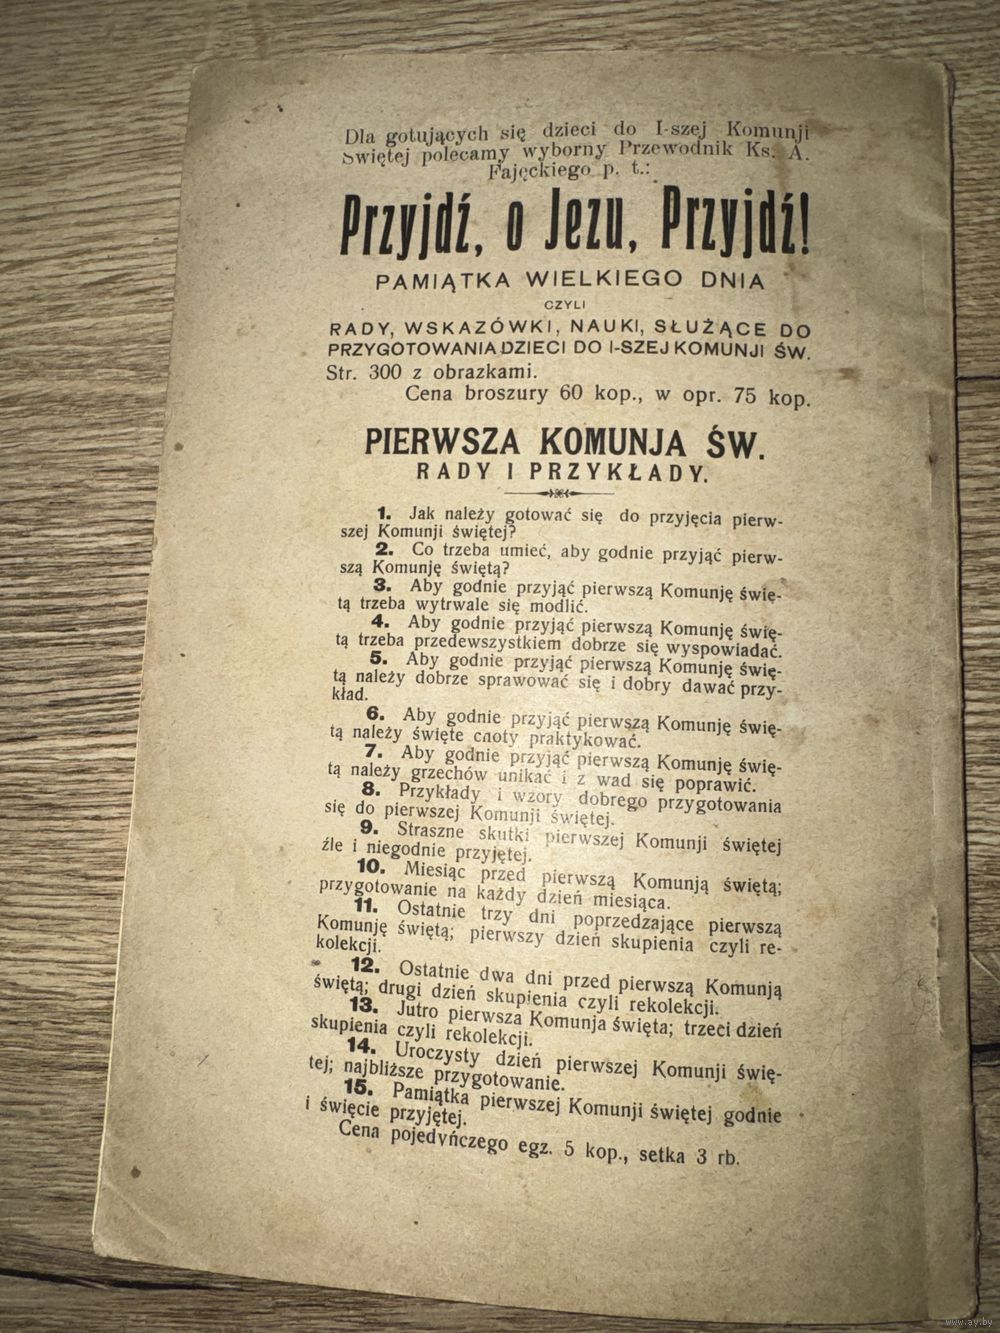 Dla gotujących się dzieci do I-szej Komunji
Świętej polecamy wyborny Przewodnik Ks. A.
Fajęckiego p. t.:
Przyjdź, o Jezu, Przyjdź!
PAMIĄTKA WIELKIEGO DNIA
CZYLI
RADY, WSKAZÓWKI, NAUKI, SŁUŻĄCE DO
PRZYGOTOWANIA DZIECI DO I-SZEJ KOMUNJI ŚW.
Str. 300 z obrazkami.
Cena broszury 60 kop., w opr. 75 kop.
PIERWSZA KOMUNJA ŚW.
RADY I PRZYKŁADY.
1. Jak należy gotować się do przyjęcia pierw-
szej Komunji świętej?
2. Co trzeba umieć, aby godnie przyjąć pierw-
szą Komunję świętą?
3. Aby godnie przyjąć pierwszą Komunję świę-
tą trzeba wytrwale się modlić.
4. Aby godnie przyjąć pierwszą Komunję świę-
tą trzeba przedewszystkiem dobrze się wyspowiadać.
5. Aby godnie przyjąć pierwszą Komunję świę-
tą należy dobrze sprawować się i dobry dawać przy-
kład.
6. Aby godnie przyjąć pierwszą Komunję świę-
tą należy święte cnoty praktykować.
7. Aby godnie przyjąć pierwszą Komunję świę-
tą należy grzechów unikać i z wad się poprawić.
8. Przykłady i wzory dobrego przygotowania
się do pierwszej Komunji świętej.
9. Straszne skutki pierwszej Komunji świętej
źle i niegodnie przyjętej.
10. Miesiąc przed pierwszą Komunją świętą;
przygotowanie na każdy dzień miesiąca.
11. Ostatnie trzy dni poprzedzające pierwszą
Komunję świętą; pierwszy dzień skupienia czyli re-
kolekcji.
12. Ostatnie dwa dni przed pierwszą Komunją
świętą; drugi dzień skupienia czyli rekolekcji.
13. Jutro pierwsza Komunja święta; trzeci dzień
skupienia czyli rekolekcji.
14. Uroczysty dzień pierwszej Komunji świę-
tej; najbliższe przygotowanie.
15. Pamiątka pierwszej Komunji świętej godnie
i święcie przyjętej.
Cena pojedyńczego egz. 5 kop., setka 3 rb.
www.ay.by